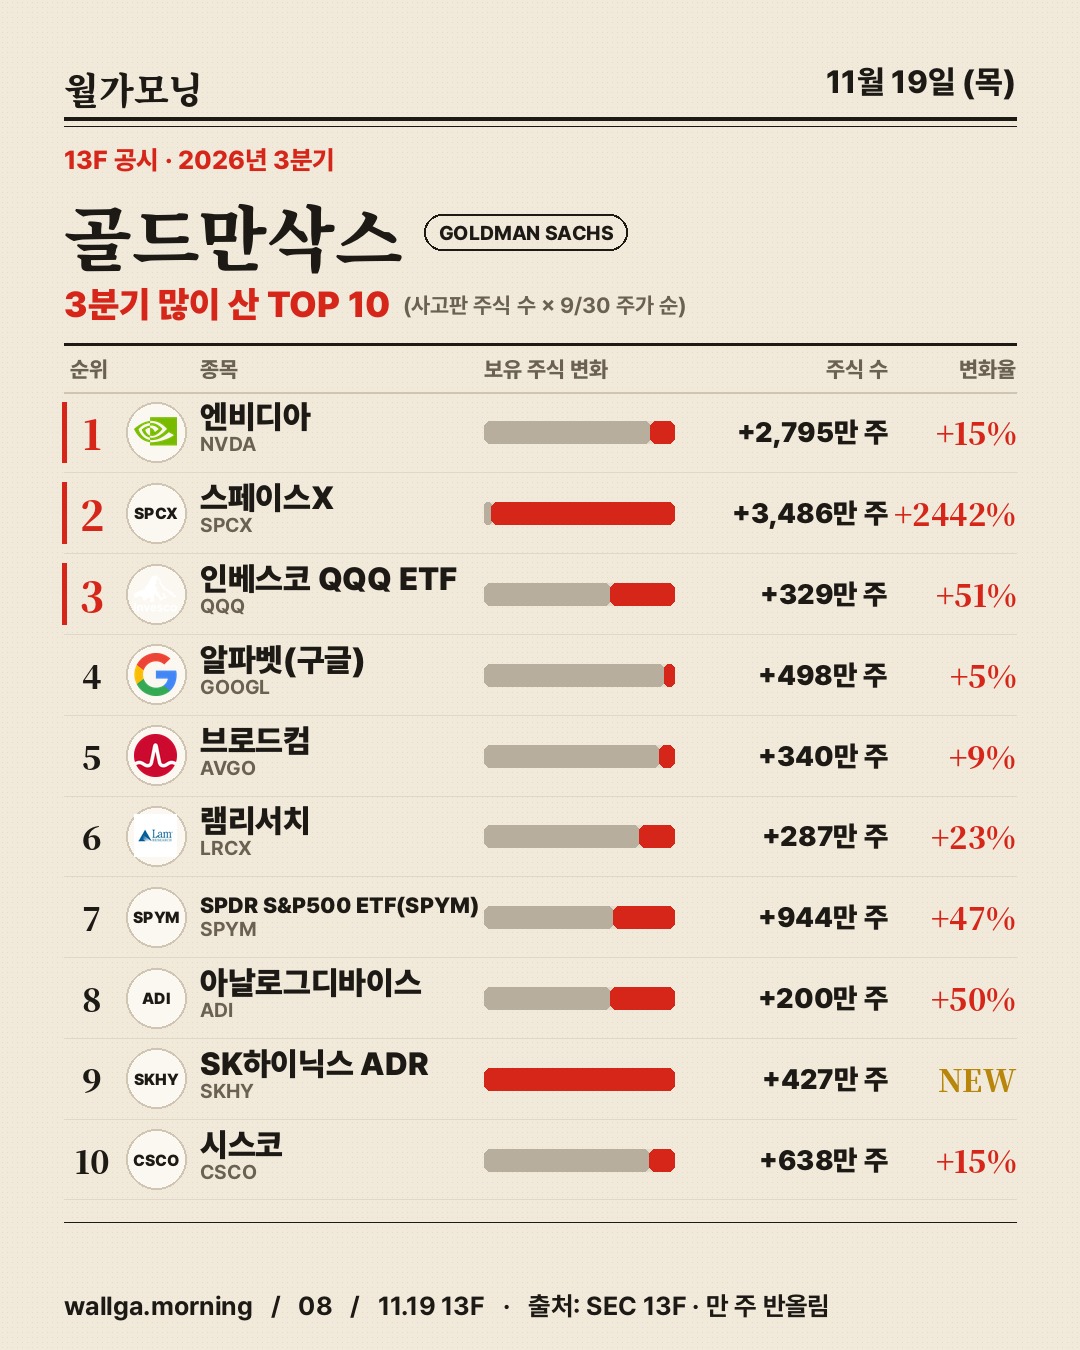 월가모닝
11월 19일 (목)
13F 공시 · 2026년 3분기
골드만삭스 GOLDMAN SACHS
3분기 많이 산 TOP 10 (사고판 주식 수 × 9/30 주가 순)
순위 종목 보유 주식 변화 주식 수 변화율
1 엔비디아 +2,795만 주 +15%
NVDA
2 SPCX 스페이스X +3,486만 주 +2442%
SPCX
3 인베스코 QQQ ETF +329만 주 +51%
QQQ
4 알파벳(구글) +498만 주 +5%
GOOGL
5 브로드컴 +340만 주 +9%
AVGO
6 Lam 램리서치 +287만 주 +23%
LRCX
7 SPYM SPDR S&P500 ETF(SPYM) +944만 주 +47%
SPYM
8 ADI 아날로그디바이스 +200만 주 +50%
ADI
9 SKHY SK하이닉스 ADR +427만 주 NEW
SKHY
10 CSCO 시스코 +638만 주 +15%
CSCO
wallga.morning / 08 / 11.19 13F · 출처: SEC 13F · 만 주 반올림